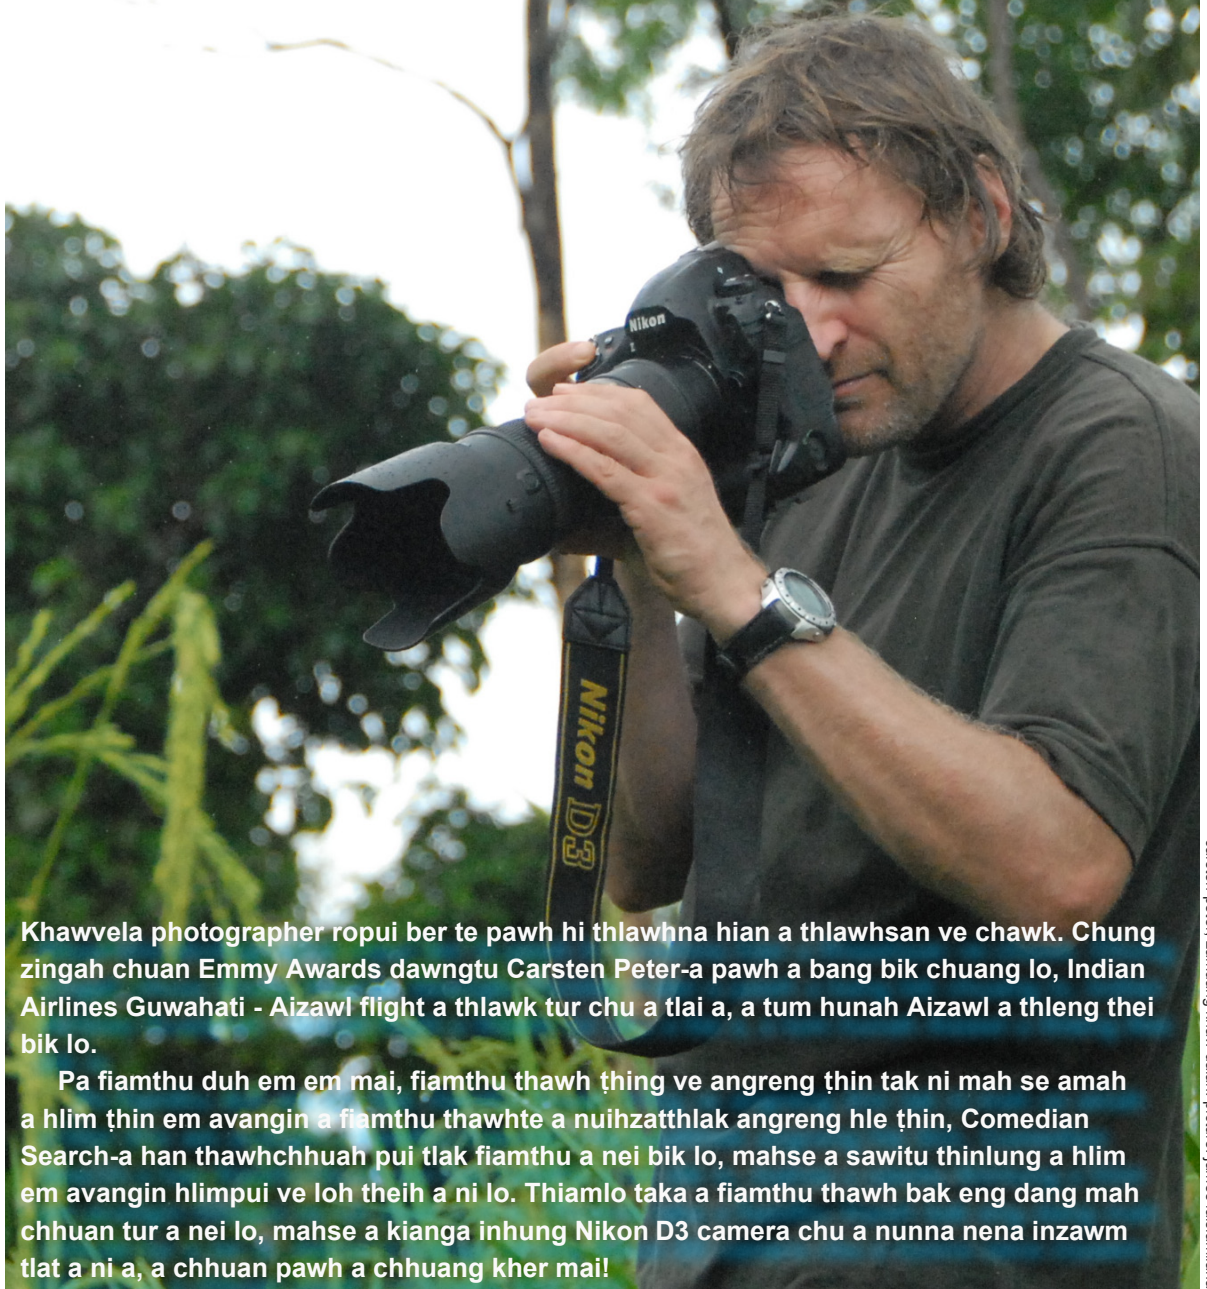 Nikon
Nikon D3
Khawvela photographer ropui ber te pawh hi thlawhna hian a thlawhsan ve chawk. Chung
zingah chuan Emmy Awards dawngtu Carsten Peter-a pawh a bang bik chuang lo, Indian
Airlines Guwahati - Aizawl flight a thlawk tur chu a tlai a, a tum hunah Aizawl a thleng thei
bik lo.
Pa fiamthu duh em em mai, fiamthu thawh ṭhing ve angreng ṭhin tak ni mah se amah
a hlim ṭhin em avangin a fiamthu thawhte a nuihzatthlak angreng hle ṭhin, Comedian
Search-a han thawhchhuah pui tlak fiamthu a nei bik lo, mahse a sawitu thinlung a hlim
em avangin hlimpui ve loh theih a ni lo. Thiamlo taka a fiamthu thawh bak eng dang mah
chhuan tur a nei lo, mahse a kianga inhung Nikon D3 camera chu a nunna nena inzawm
tlat a ni a, a chhuan pawh a chhuang kher mai!